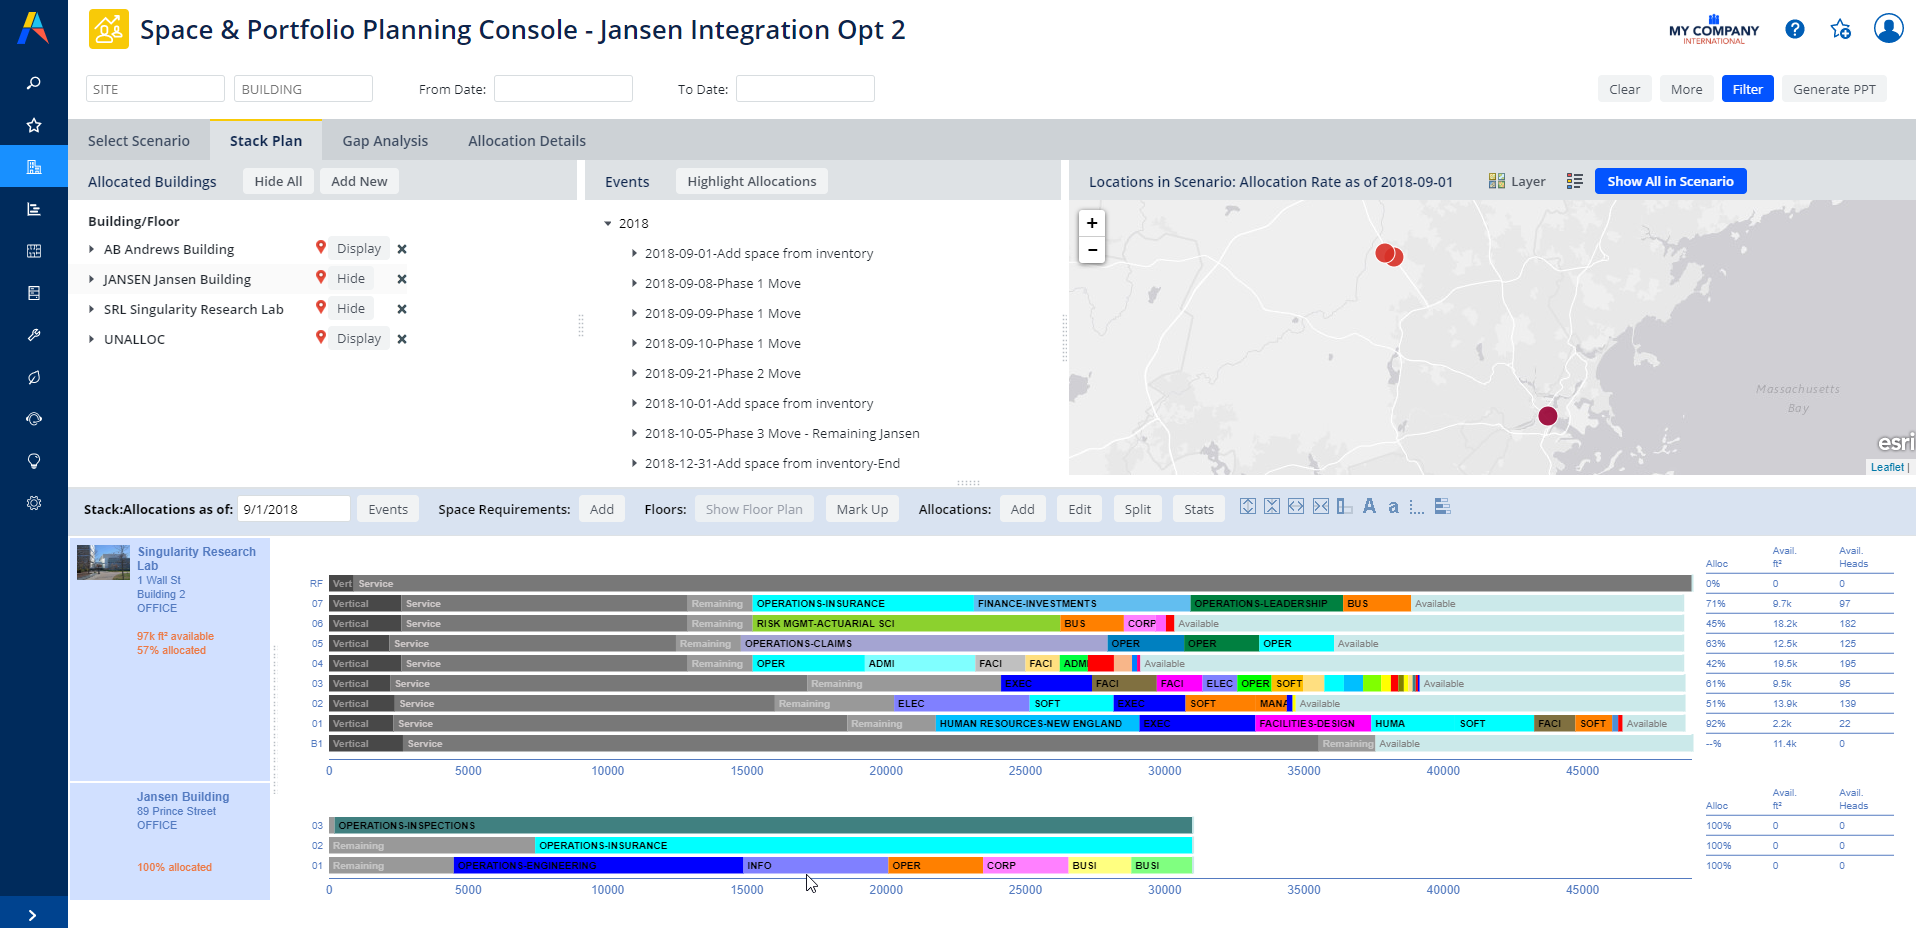 Space & Portfolio Planning Console - Jansen Integration Opt 2
MY COMPANY
INTERNATIONAL
SITE
BUILDING
From Date:
To Date:
Clear
More
Filter
Generate PPT
Select Scenario
Stack Plan
Gap Analysis
Allocation Details
Allocated Buildings
Hide All
Add New
Building/Floor
AB Andrews Building
Display
JANSEN Jansen Building
Hide
SRL Singularity Research Lab
Hide
UNALLOC
Display
Events
Highlight Allocations
2018
2018-09-01-Add space from inventory
2018-09-08-Phase 1 Move
2018-09-09-Phase 1 Move
2018-09-10-Phase 1 Move
2018-09-21-Phase 2 Move
2018-10-01-Add space from inventory
2018-10-05-Phase 3 Move - Remaining Jansen
2018-12-31-Add space from inventory-End
Locations in Scenario: Allocation Rate as of 2018-09-01
Layer
Show All in Scenario
+
−
Massachusetts
Bay
esri
Leaflet |
Stack:Allocations as of:
9/1/2018
Events
Space Requirements:
Add
Floors:
Show Floor Plan
Mark Up
Allocations:
Add
Edit
Split
Stats
A
a
Singularity Research
Lab
1 Wall St
Building 2
OFFICE
97k ft² available
57% allocated
Alloc
Avail.
ft²
Avail.
Heads
RF Vert Service 0% 0 0
07 Vertical Service Remaining OPERATIONS-INSURANCE FINANCE-INVESTMENTS OPERATIONS-LEADERSHIP BUS Available 71% 9.7k 97
06 Vertical Service Remaining RISK MGMT-ACTUARIAL SCI BUS CORP Available 45% 18.2k 182
05 Vertical Service Remaining OPERATIONS-CLAIMS OPER OPER OPER Available 63% 12.5k 125
04 Vertical Service Remaining OPER ADMI FACI FACI ADMI Available 42% 19.5k 195
03 Vertical Service Remaining EXEC FACI FACI ELEC OPER SOFT Available 61% 9.5k 95
02 Vertical Service Remaining ELEC SOFT EXEC SOFT MANA Available 51% 13.9k 139
01 Vertical Service Remaining HUMAN RESOURCES-NEW ENGLAND EXEC FACILITIES-DESIGN HUMA SOFT FACI SOFT Available 92% 2.2k 22
B1 Vertical Service Remaining Available --% 11.4k 0
0 5000 10000 15000 20000 25000 30000 35000 40000 45000
Jansen Building
89 Prince Street
OFFICE
100% allocated
Alloc
Avail.
ft²
Avail.
Heads
03 OPERATIONS-INSPECTIONS 100% 0 0
02 Remaining OPERATIONS-INSURANCE 100% 0 0
01 Remaining OPERATIONS-ENGINEERING INFO OPER CORP BUSI BUSI 100% 0 0
0 5000 10000 15000 20000 25000 30000 35000 40000 45000